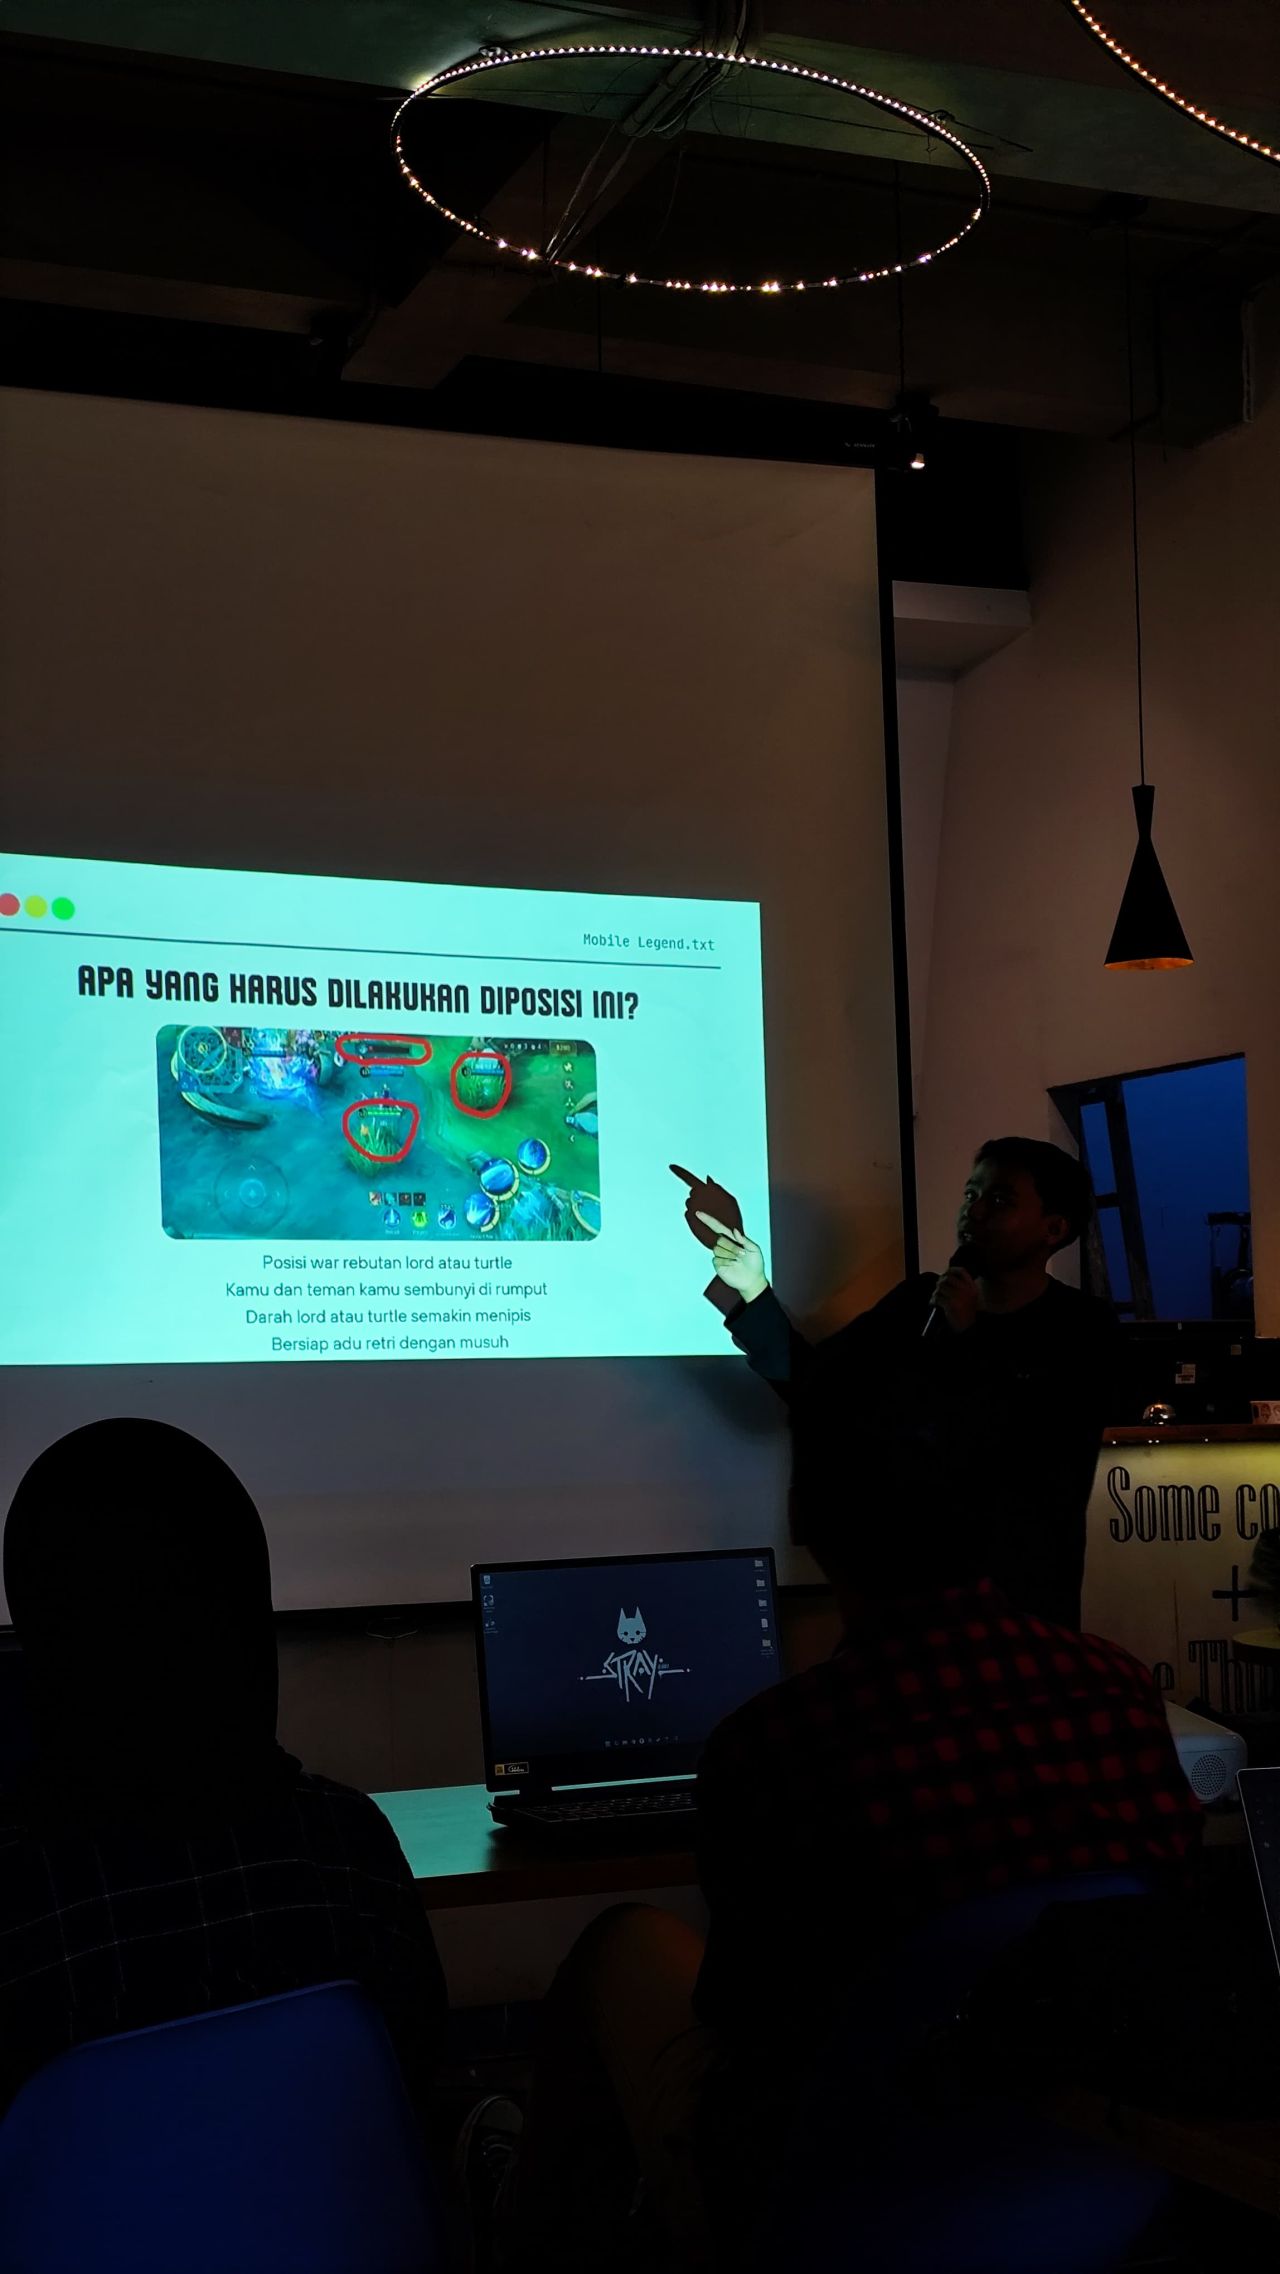 Mobile Legend.txt
APA YANG HARUS DILAKUKAN DIPOSISI INI?
Posisi war rebutan lord atau turtle
Kamu dan teman kamu sembunyi di rumput
Darah lord atau turtle semakin menipis
Bersiap adu retri dengan musuh
Some co
+
e Th
STRAY